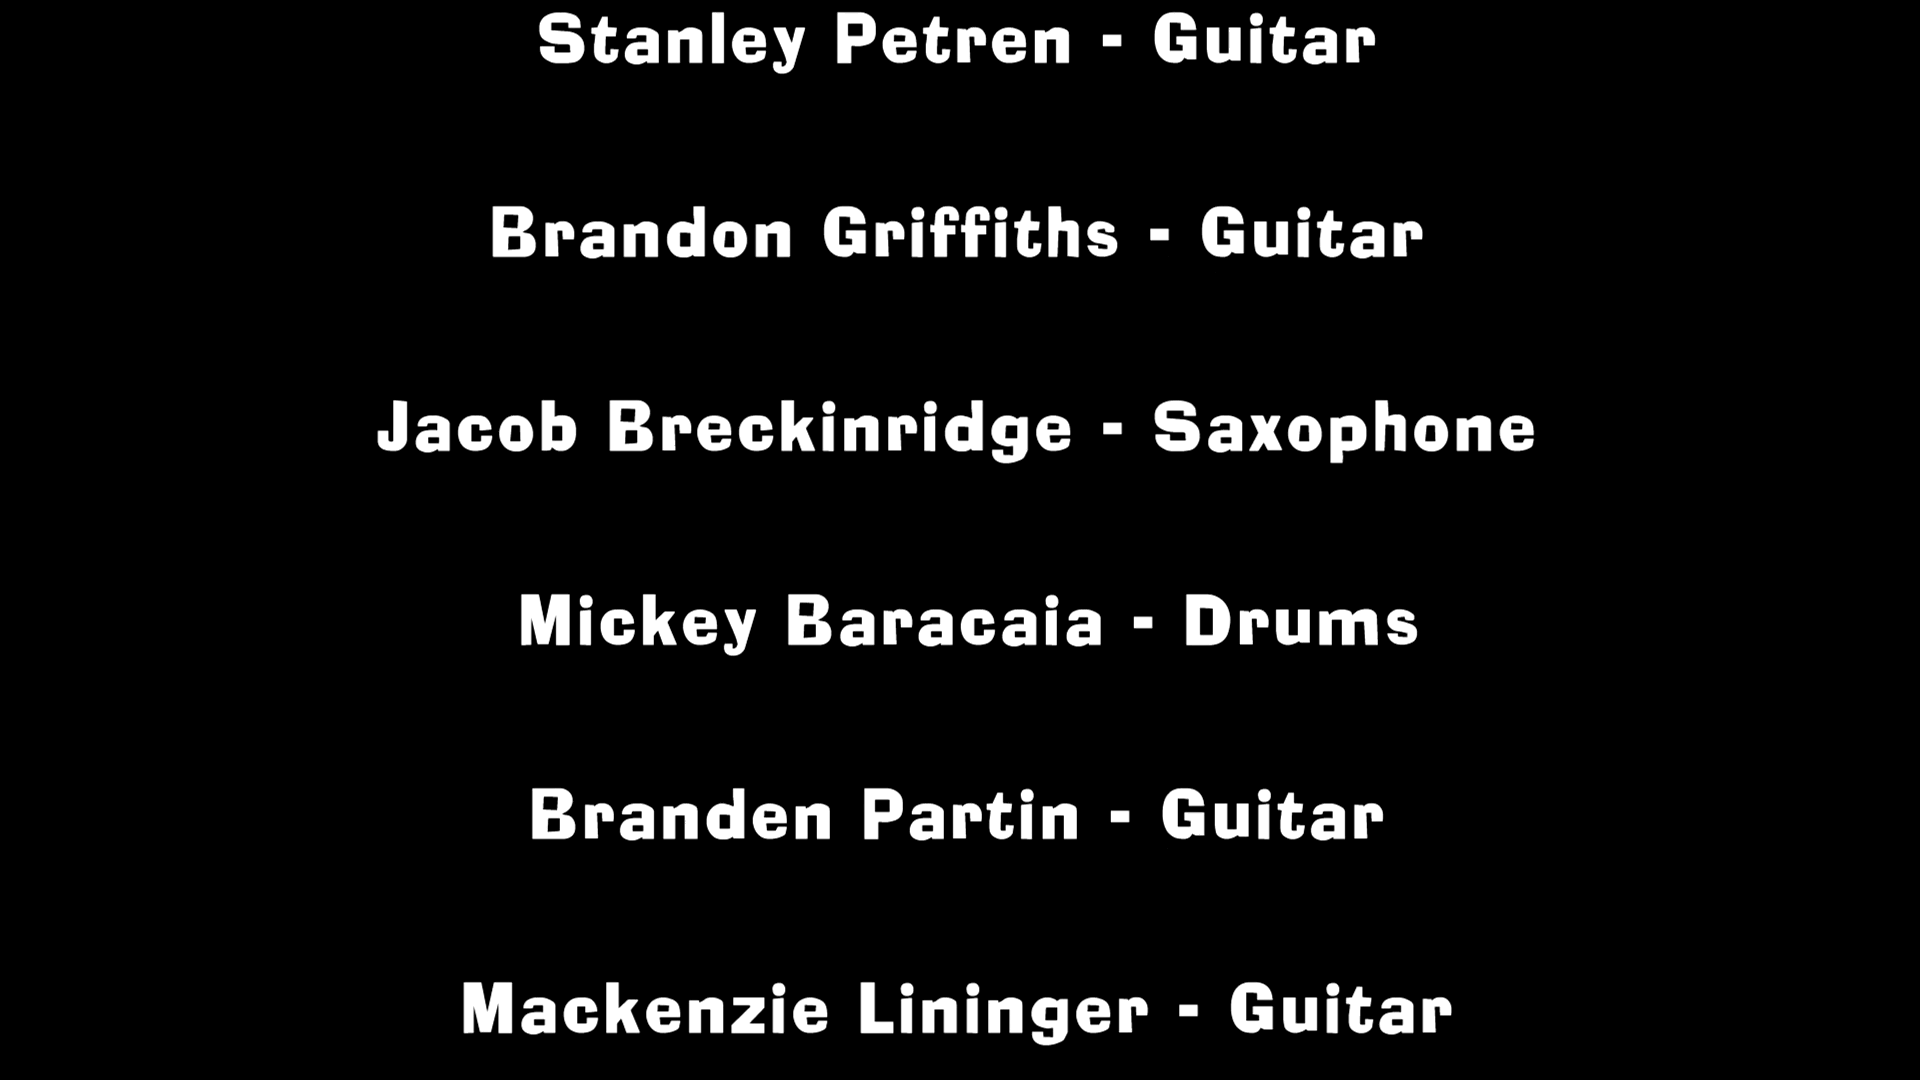 Stanley Petren - Guitar
Brandon Griffiths - Guitar
Jacob Breckinridge - Saxophone
Mickey Baracaia - Drums
Branden Partin - Guitar
Mackenzie Lininger - Guitar